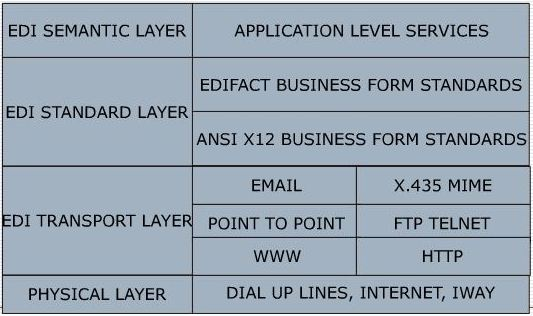 EDI SEMANTIC LAYER
APPLICATION LEVEL SERVICES
EDI STANDARD LAYER
EDIFACT BUSINESS FORM STANDARDS
ANSI X12 BUSINESS FORM STANDARDS
EDI TRANSPORT LAYER
EMAIL
X.435 MIME
POINT TO POINT
FTP TELNET
WWW
HTTP
PHYSICAL LAYER
DIAL UP LINES, INTERNET, IWAY